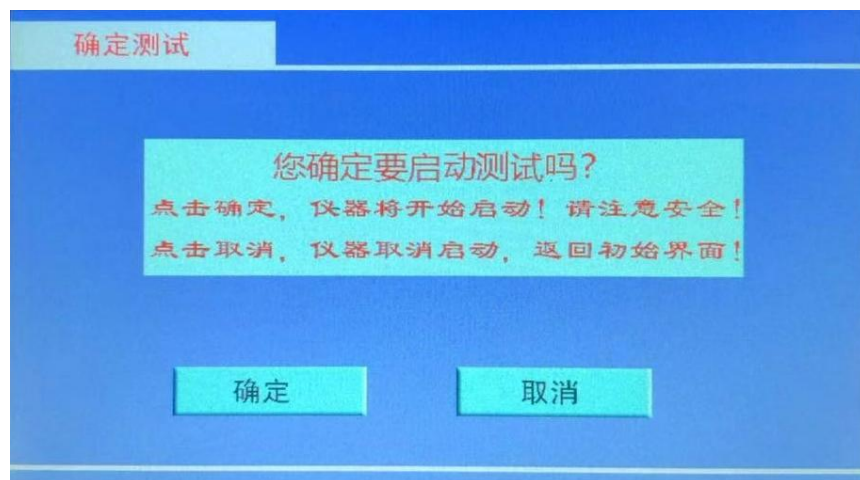 确定测试
您确定要启动测试吗?
点击确定，仪器将开始启动！请注意安全！
点击取消，仪器取消启动，返回初始界面！
确定
取消